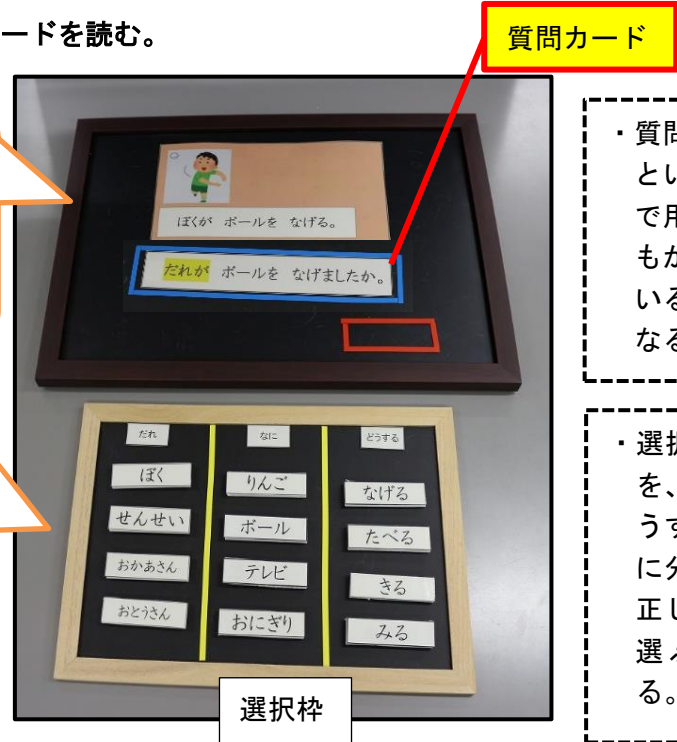 ードを読む。
質問カード
ぼくが ボールを なげる。
だれが ボールを なげましたか。
だれ なに どうする
ぼく りんご なげる
せんせい ボール たべる
おかあさん テレビ きる
おとうさん おにぎり みる
選択枠
・質問
とい
で用
もか
いる
なる
・選択
を、
うす
に分
正し
選ん
る。